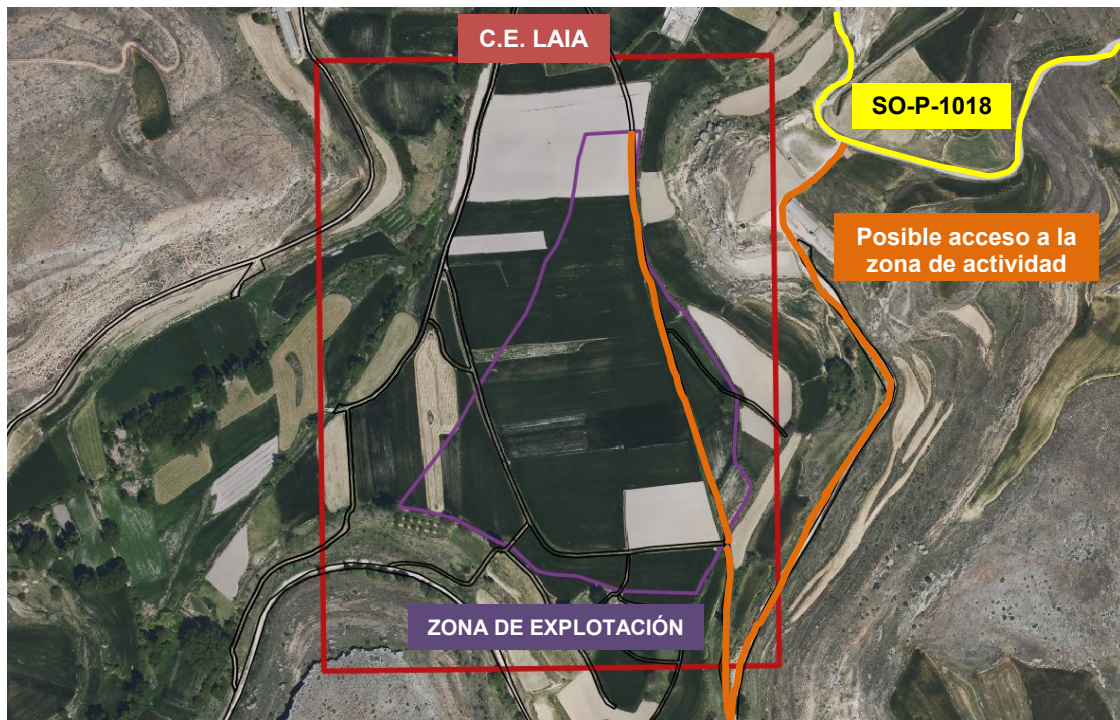 C.E. LAIA
SO-P-1018
Posible acceso a la
zona de actividad
ZONA DE EXPLOTACIÓN